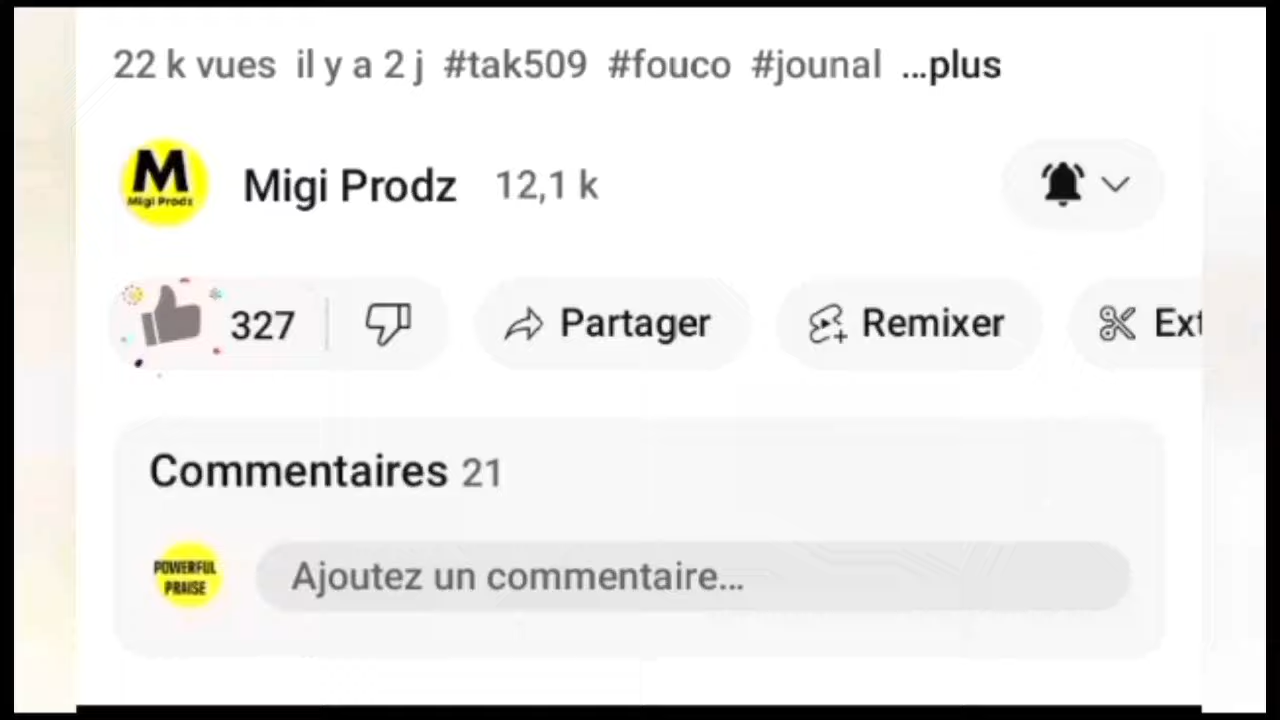 22 k vues il y a 2 j #tak509 #fouco #jounal ...plus
M
Migi Prodz
Migi Prodz 12,1 k
327 Partager Remixer Ext
Commentaires 21
POWERFUL
PRAISE
Ajoutez un commentaire...